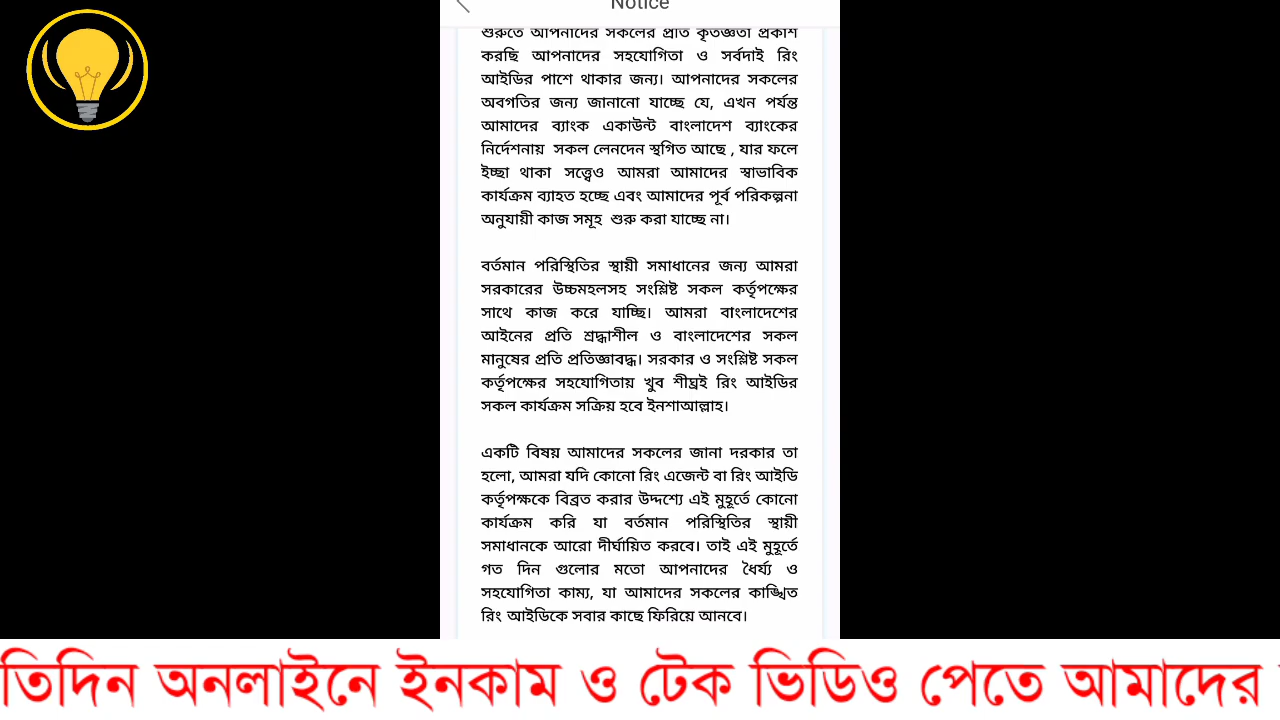 Notice
শুরুতে আপনাদের সকলের প্রতি কৃতজ্ঞতা প্রকাশ
করছি আপনাদের সহযোগিতা ও সর্বদাই রিং
আইডির পাশে থাকার জন্য। আপনাদের সকলের
অবগতির জন্য জানানো যাচ্ছে যে, এখন পর্যন্ত
আমাদের ব্যাংক একাউন্ট বাংলাদেশ ব্যাংকের
নির্দেশনায় সকল লেনদেন স্থগিত আছে , যার ফলে
ইচ্ছা থাকা সত্ত্বেও আমরা আমাদের স্বাভাবিক
কার্যক্রম ব্যাহত হচ্ছে এবং আমাদের পূর্ব পরিকল্পনা
অনুযায়ী কাজ সমূহ শুরু করা যাচ্ছে না।
বর্তমান পরিস্থিতির স্থায়ী সমাধানের জন্য আমরা
সরকারের উচ্চমহলসহ সংশ্লিষ্ট সকল কর্তৃপক্ষের
সাথে কাজ করে যাচ্ছি। আমরা বাংলাদেশের
আইনের প্রতি শ্রদ্ধাশীল ও বাংলাদেশের সকল
মানুষের প্রতি প্রতিজ্ঞাবদ্ধ। সরকার ও সংশ্লিষ্ট সকল
কর্তৃপক্ষের সহযোগিতায় খুব শীঘ্রই রিং আইডির
সকল কার্যক্রম সক্রিয় হবে ইনশাআল্লাহ।
একটি বিষয় আমাদের সকলের জানা দরকার তা
হলো, আমরা যদি কোনো রিং এজেন্ট বা রিং আইডি
কর্তৃপক্ষকে বিব্রত করার উদ্দশ্যে এই মুহূর্তে কোনো
কার্যক্রম করি যা বর্তমান পরিস্থিতির স্থায়ী
সমাধানকে আরো দীর্ঘায়িত করবে। তাই এই মুহূর্তে
গত দিন গুলোর মতো আপনাদের ধৈর্য্য ও
সহযোগিতা কাম্য, যা আমাদের সকলের কাঙ্খিত
রিং আইডিকে সবার কাছে ফিরিয়ে আনবে।
তিদিন অনলাইনে ইনকাম ও টেক ভিডিও পেতে আমাদের